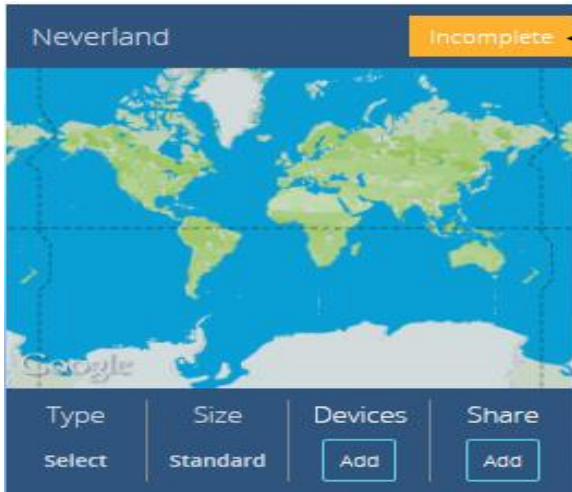 Neverland Incomplete
Google
Type Size Devices Share
Select Standard Add Add